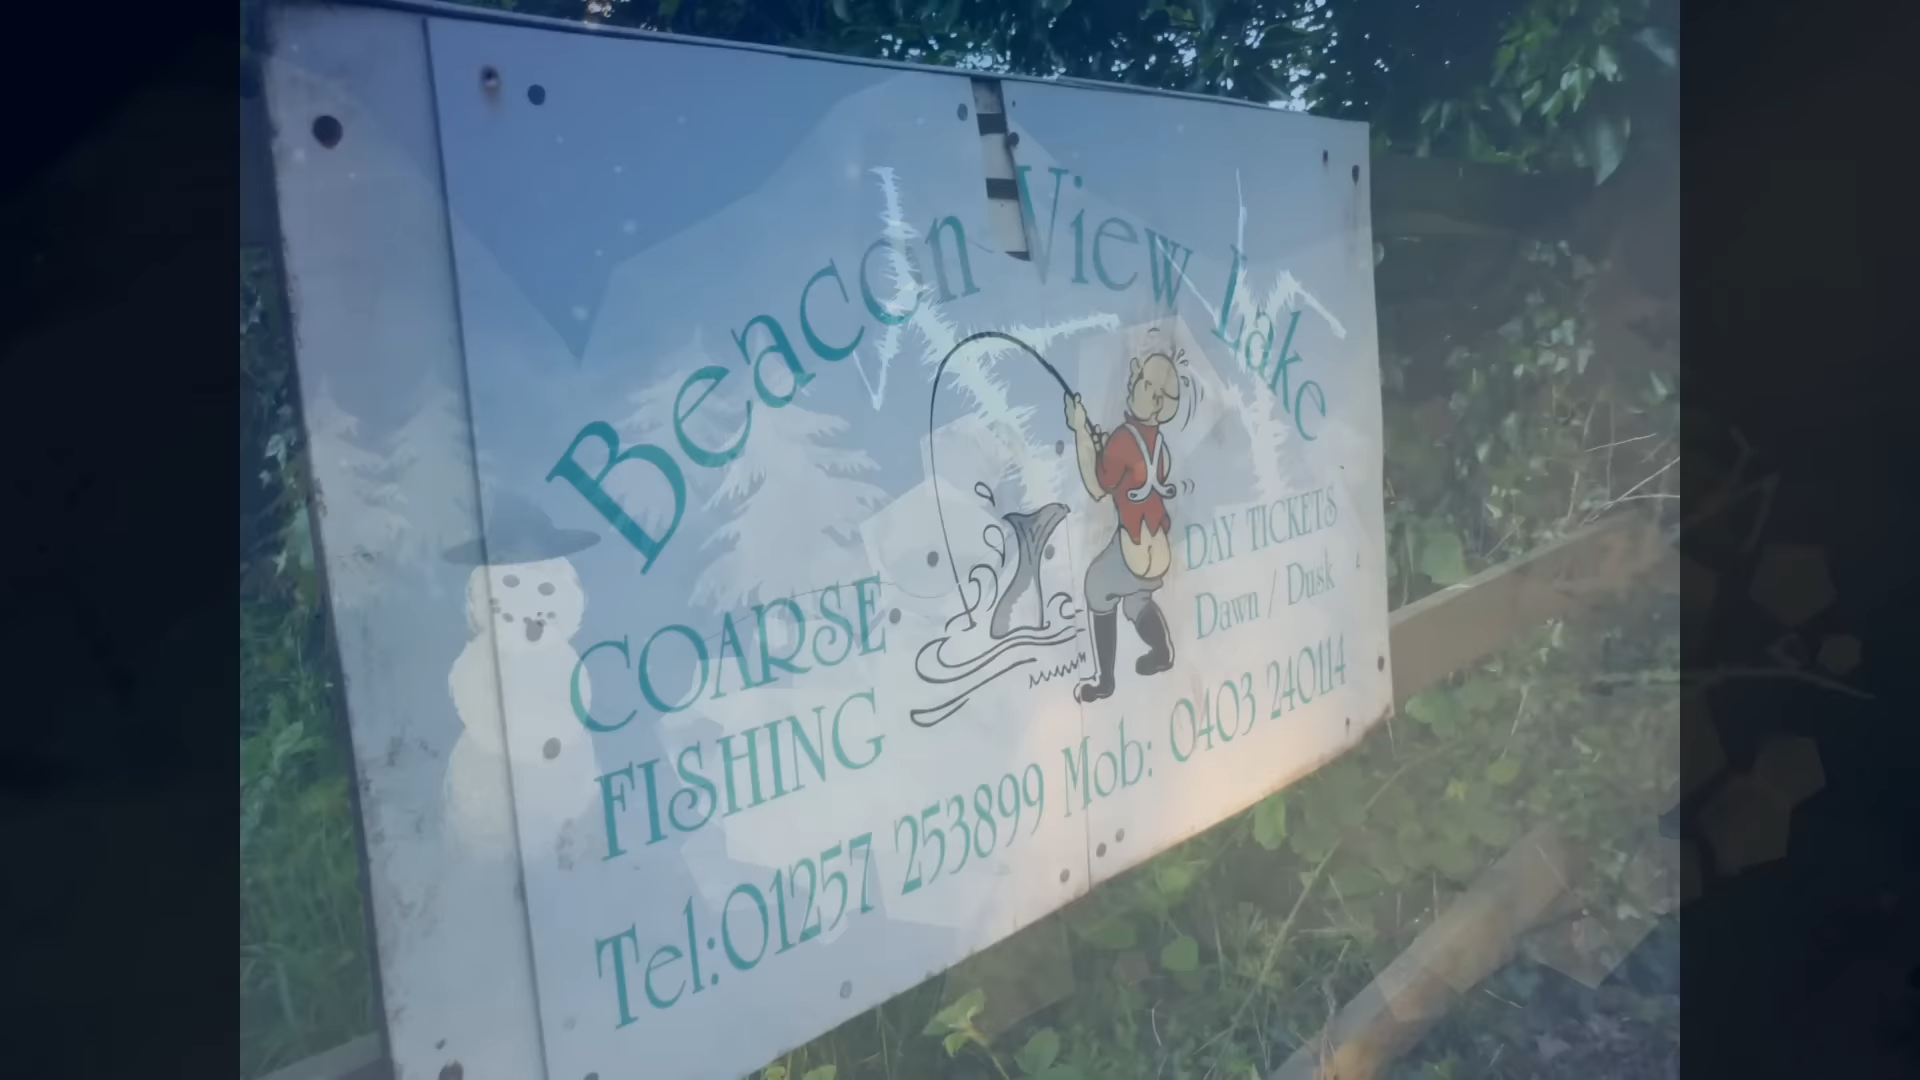 Beacon View Lake
COARSE
FISHING
DAY TICKETS
Dawn / Dusk
Tel:01257 253899 Mob: 0403 240114